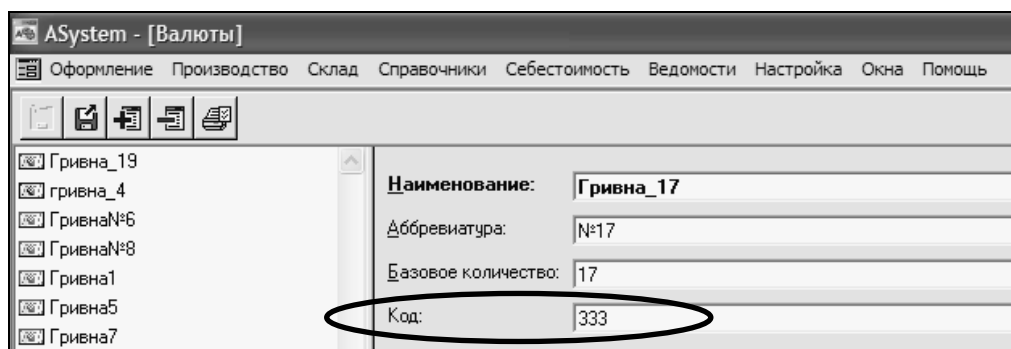 ASystem - [Валюты]
Оформление Производство Склад Справочники Себестоимость Ведомости Настройка Окна Помощь
Гривна_19
гривна_4
Гривна№6
Гривна№8
Гривна1
Гривна5
Гривна7
Наименование: Гривна_17
Аббревиатура: №17
Базовое количество: 17
Код: 333